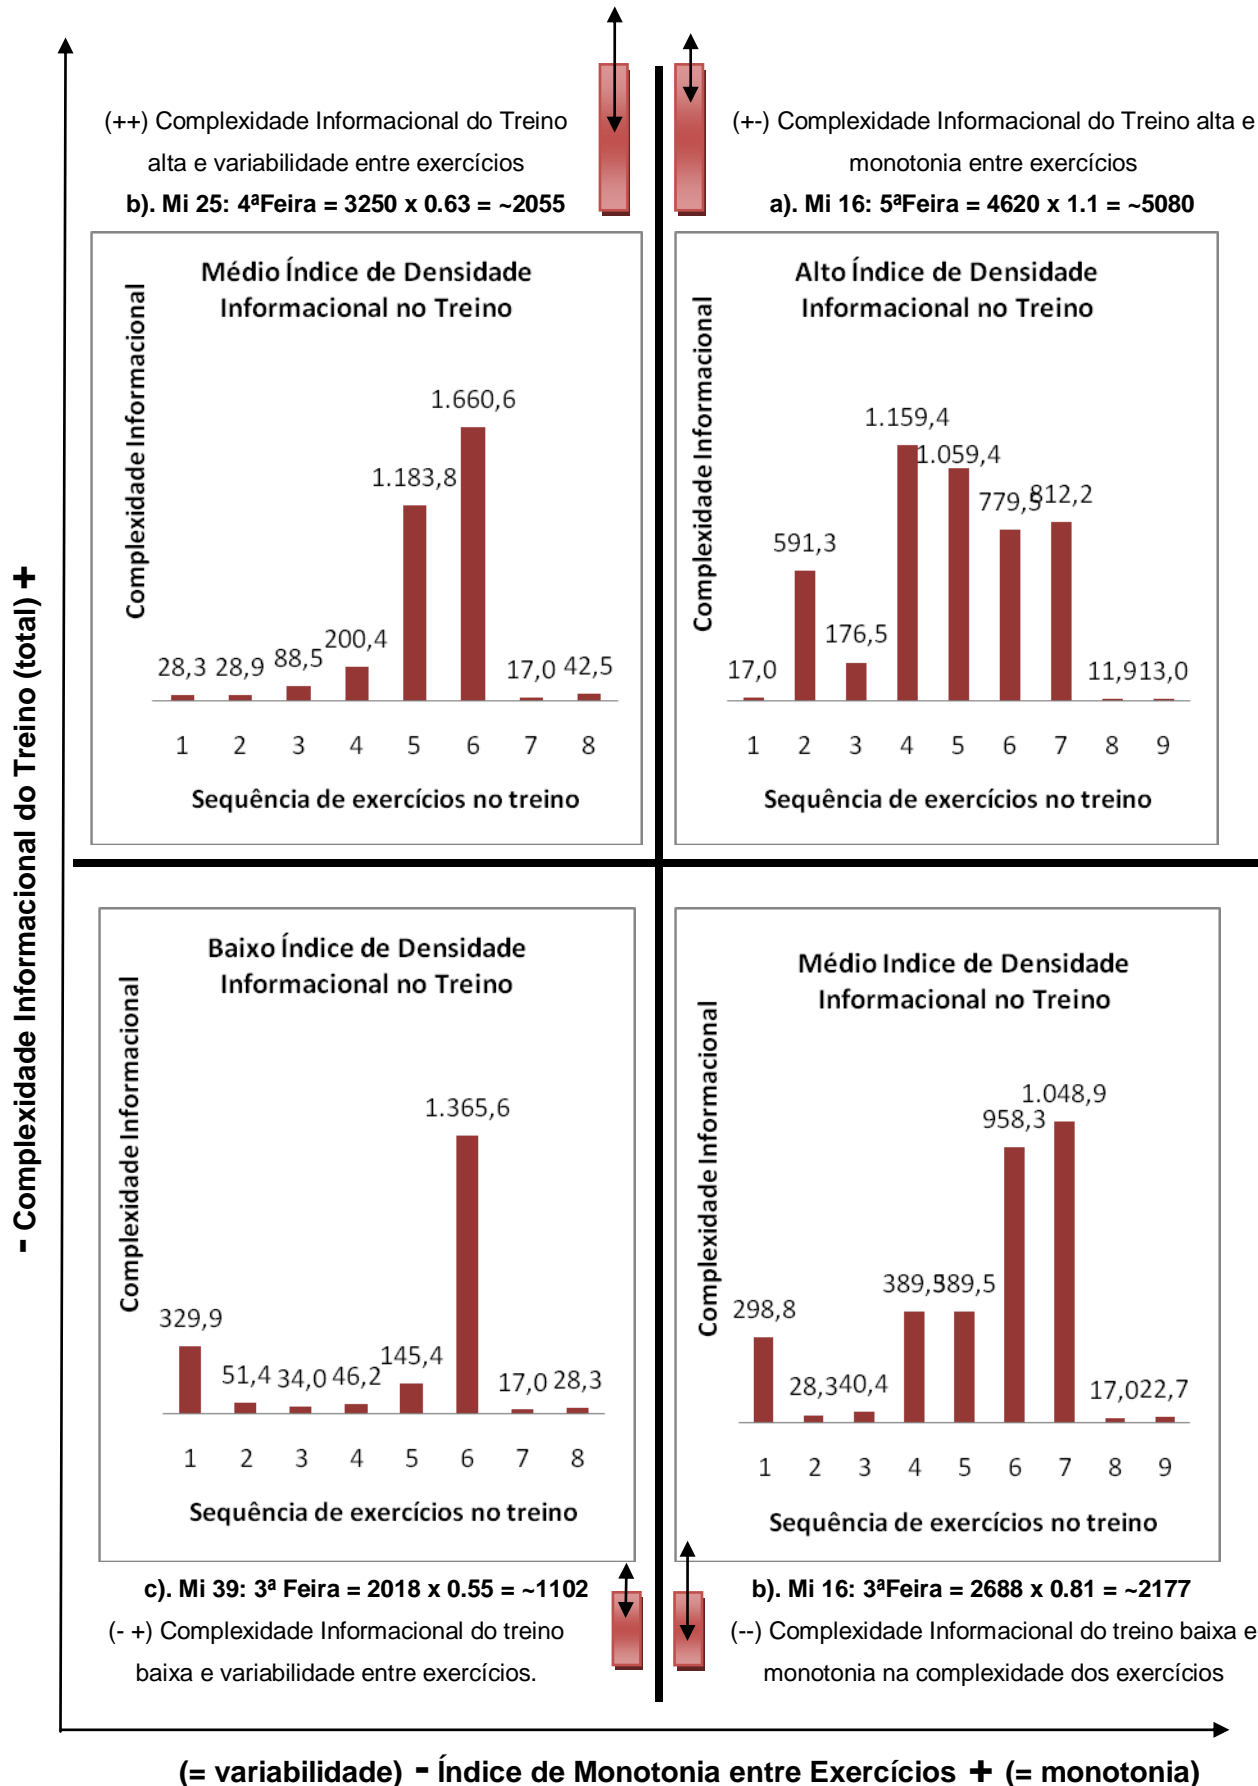 (++) Complexidade Informacional do Treino
alta e variabilidade entre exercícios
b). Mi 25: 4ªFeira = 3250 x 0.63 = ~2055
(+-) Complexidade Informacional do Treino alta e
monotonia entre exercícios
a). Mi 16: 5ªFeira = 4620 x 1.1 = ~5080
Médio Índice de Densidade
Informacional no Treino
Complexidade Informacional
28,3 28,9 88,5 200,4 1.183,8 1.660,6 17,0 42,5
1 2 3 4 5 6 7 8
Sequência de exercícios no treino
Alto Índice de Densidade
Informacional no Treino
Complexidade Informacional
17,0 591,3 176,5 1.159,4 1.059,4 779,5 812,2 11,9 13,0
1 2 3 4 5 6 7 8 9
Sequência de exercícios no treino
- Complexidade Informacional do Treino (total) +
Baixo Índice de Densidade
Informacional no Treino
Complexidade Informacional
329,9 51,4 34,0 46,2 145,4 1.365,6 17,0 28,3
1 2 3 4 5 6 7 8
Sequência de exercícios no treino
Médio Indice de Densidade
Informacional no Treino
Complexidade Informacional
298,8 28,3 40,4 389,5 389,5 958,3 1.048,9 17,0 22,7
1 2 3 4 5 6 7 8 9
Sequência de exercícios no treino
c). Mi 39: 3ª Feira = 2018 x 0.55 = ~1102
(- +) Complexidade Informacional do treino
baixa e variabilidade entre exercícios.
b). Mi 16: 3ªFeira = 2688 x 0.81 = ~2177
(--) Complexidade Informacional do treino baixa e
monotonia na complexidade dos exercícios
(= variabilidade) - Índice de Monotonia entre Exercícios + (= monotonia)